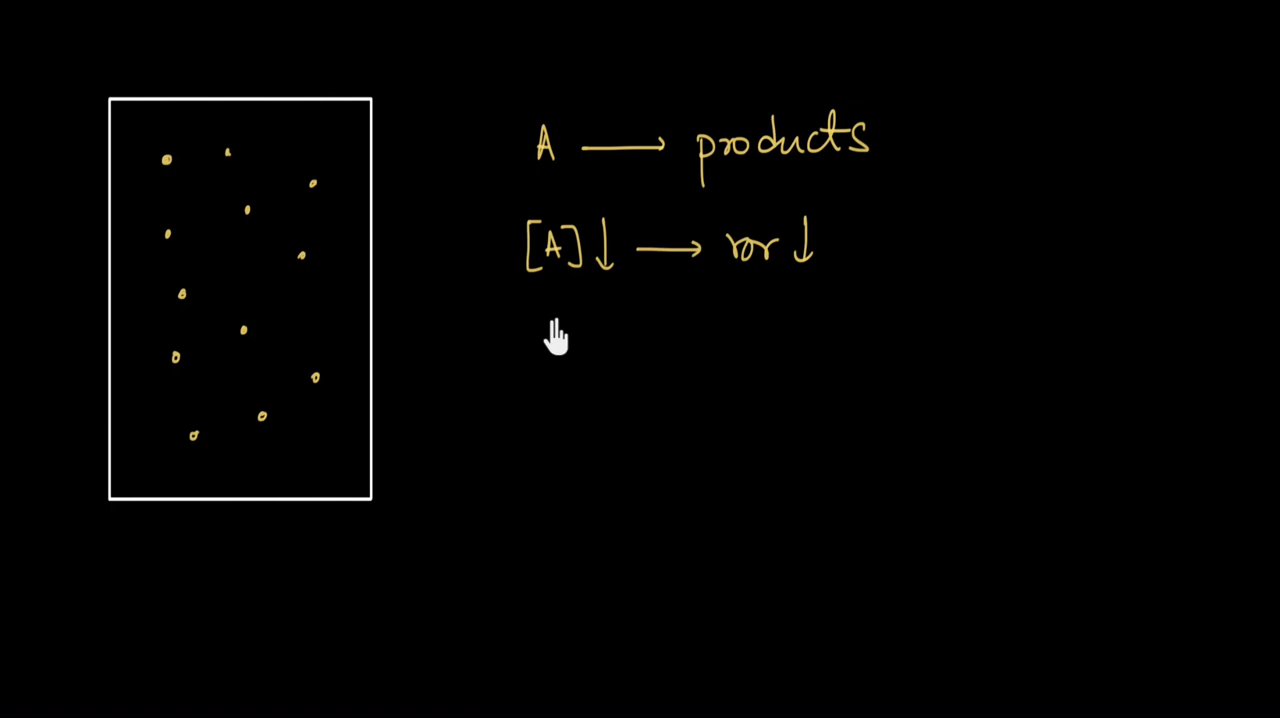 A ⟶ products
[A]↓ ⟶ ror ↓